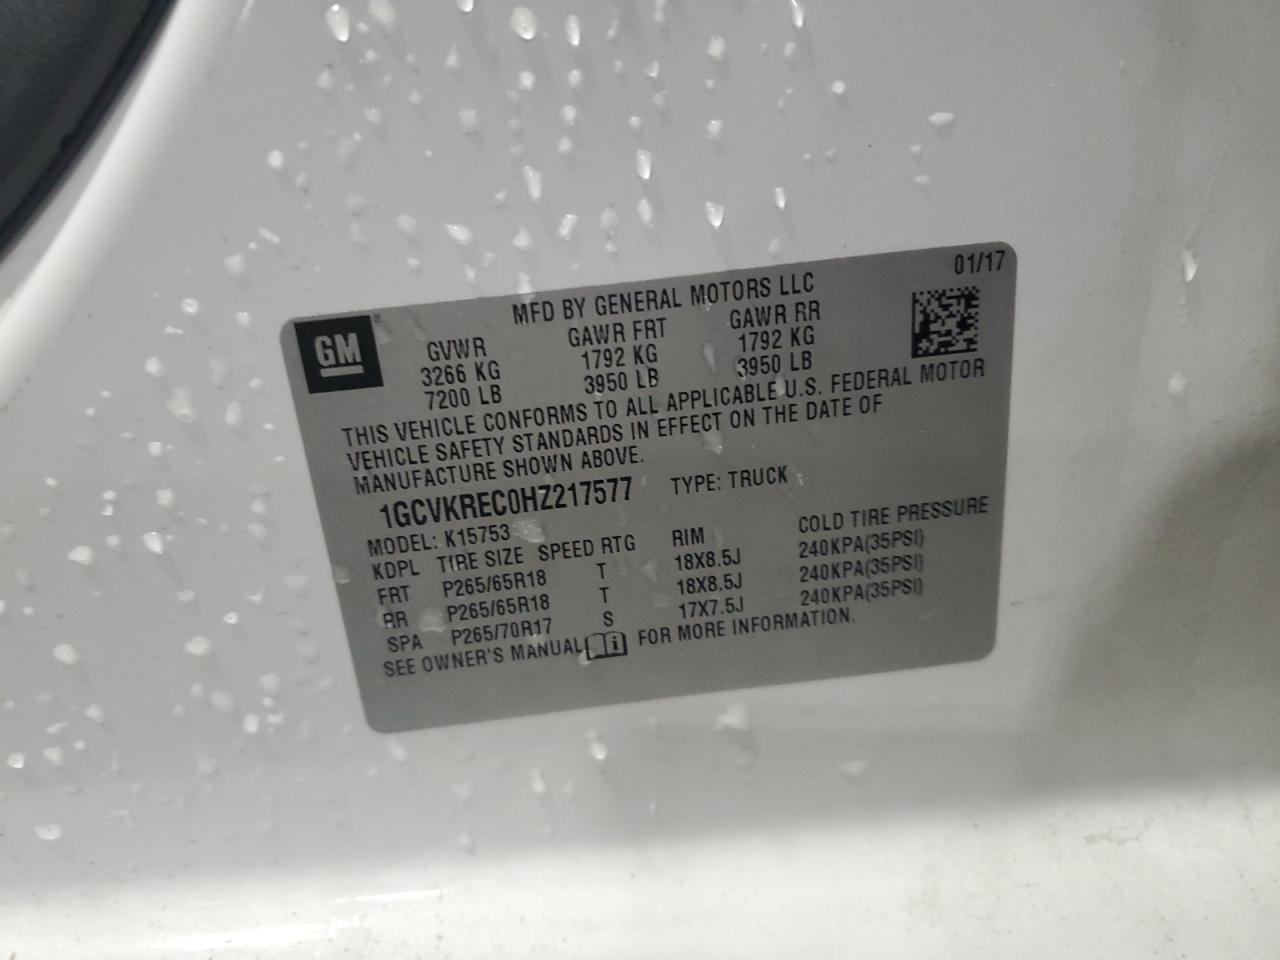 01/17
MFD BY GENERAL MOTORS LLC
GM®
GVWR GAWR FRT GAWR RR
3266 KG 1792 KG 1792 KG
7200 LB 3950 LB 3950 LB
THIS VEHICLE CONFORMS TO ALL APPLICABLE U.S. FEDERAL MOTOR
VEHICLE SAFETY STANDARDS IN EFFECT ON THE DATE OF
MANUFACTURE SHOWN ABOVE.
1GCVKREC0HZ217577 TYPE: TRUCK
MODEL: K15753
KDPL TIRE SIZE SPEED RTG RIM COLD TIRE PRESSURE
FRT P265/65R18 T 18X8.5J 240KPA(35PSI)
RR P265/65R18 T 18X8.5J 240KPA(35PSI)
SPA P265/70R17 S 17X7.5J 240KPA(35PSI)
SEE OWNER'S MANUAL FOR MORE INFORMATION.